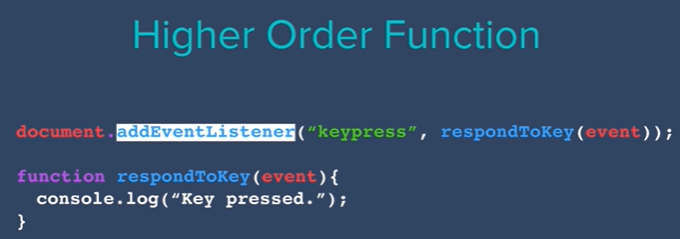 Higher Order Function
document.addEventListener(“keypress”, respondToKey(event));
function respondToKey(event){
console.log(“Key pressed.”);
}